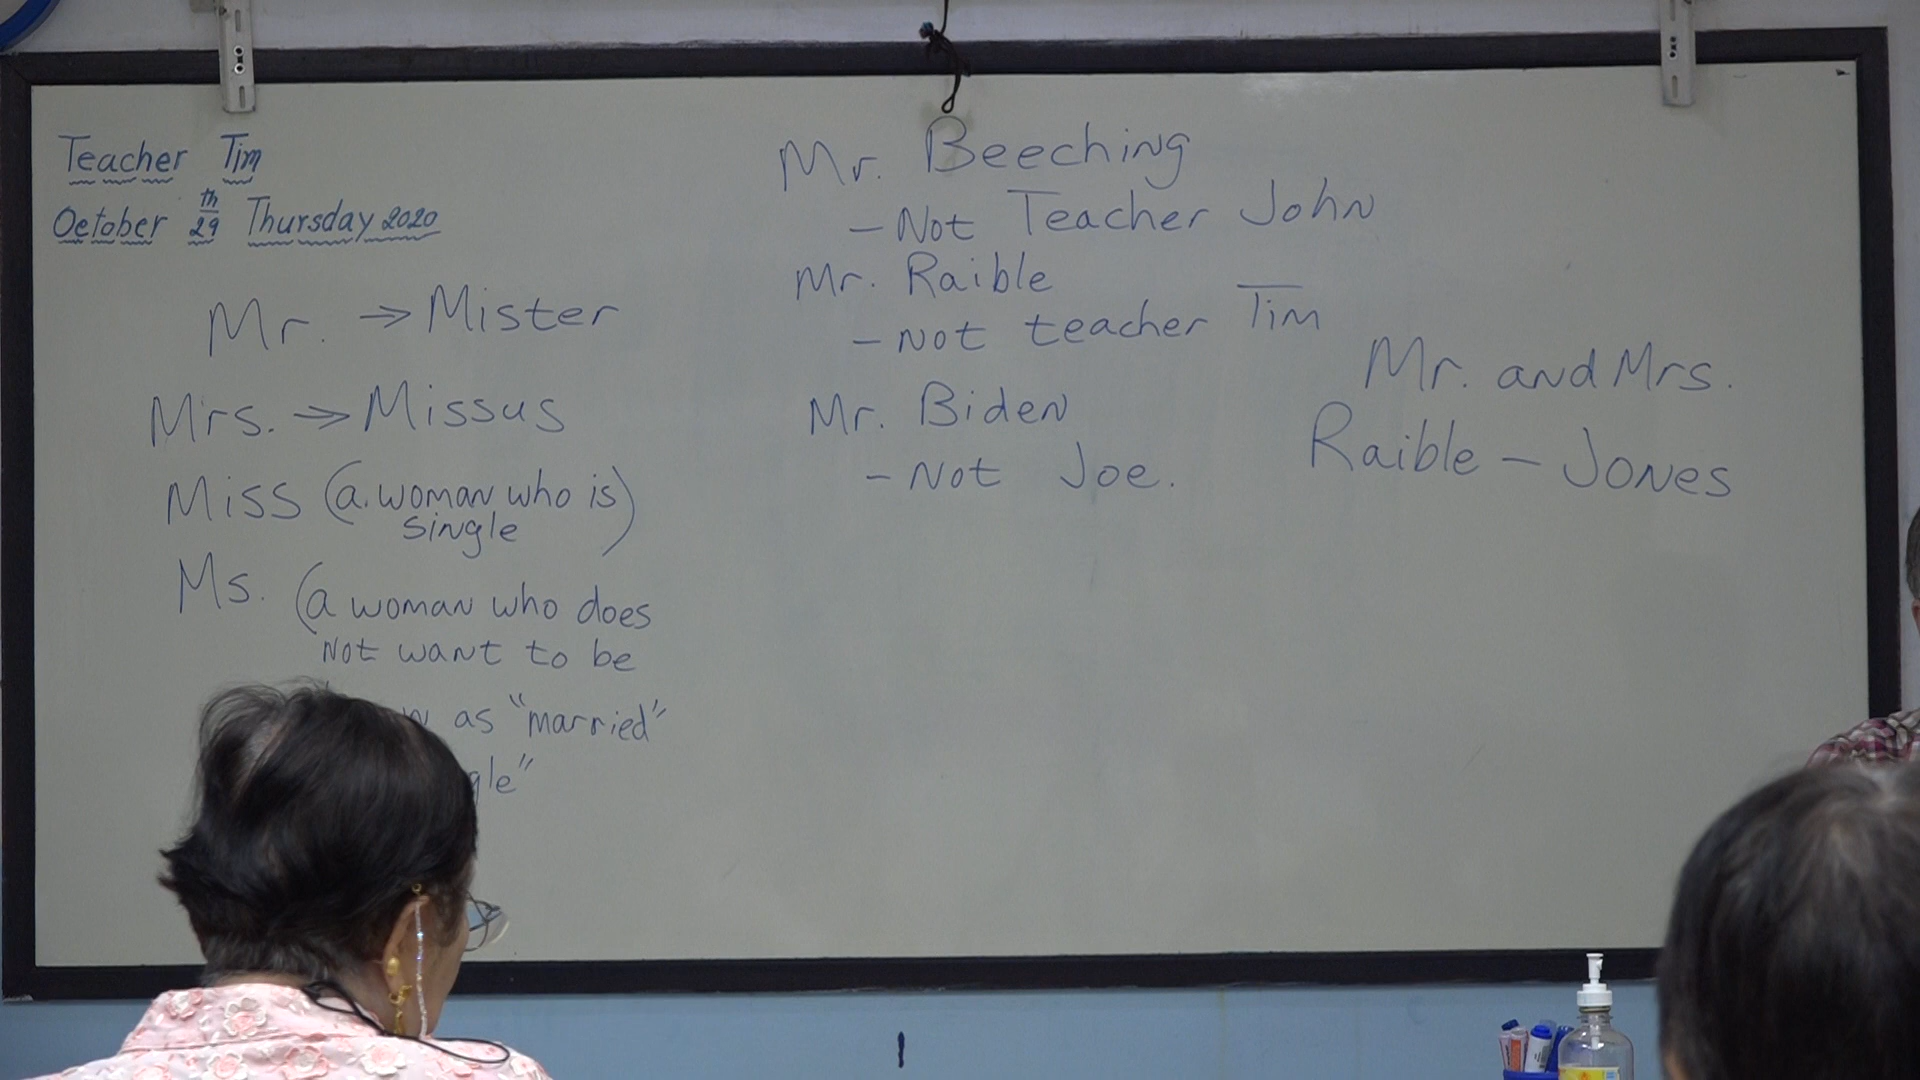 Teacher Tim
October 29th Thursday 2020
Mr. → Mister
Mrs. → Missus
Miss (a woman who is
single)
Ms. (a woman who does
not want to be
as "married"
Mr. Beeching
- Not Teacher John
Mr. Raible
- Not teacher Tim
Mr. Biden
- Not Joe.
Mr. and Mrs.
Raible - Jones